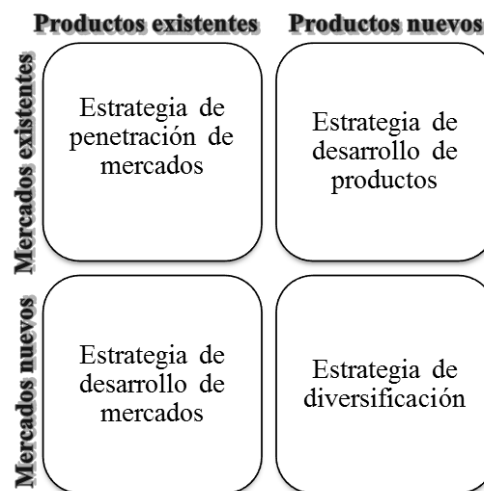 Productos existentes
Productos nuevos
Mercados existentes
Estrategia de
penetración de
mercados
Estrategia de
desarrollo de
productos
Mercados nuevos
Estrategia de
desarrollo de
mercados
Estrategia de
diversificación